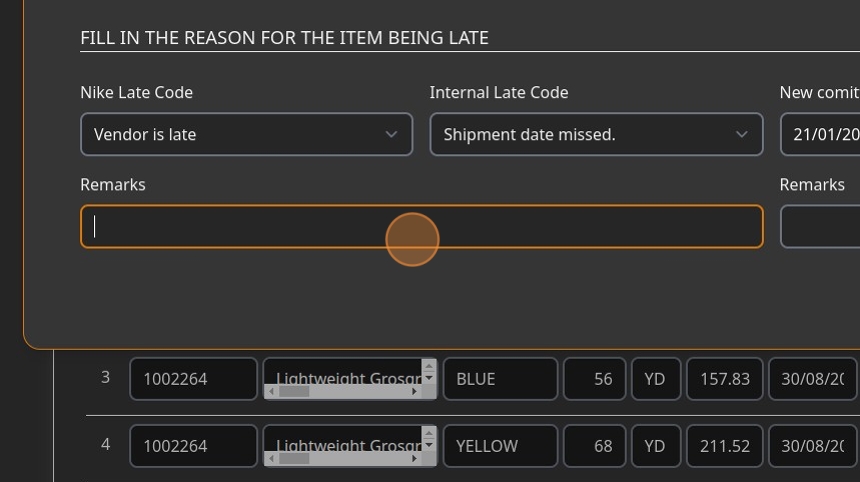 FILL IN THE REASON FOR THE ITEM BEING LATE
Nike Late Code Internal Late Code New comit
Vendor is late Shipment date missed. 21/01/20
Remarks Remarks
3 1002264 Lightweight Grosgr BLUE 56 YD 157.83 30/08/20
4 1002264 Lightweight Grosgr YELLOW 68 YD 211.52 30/08/20